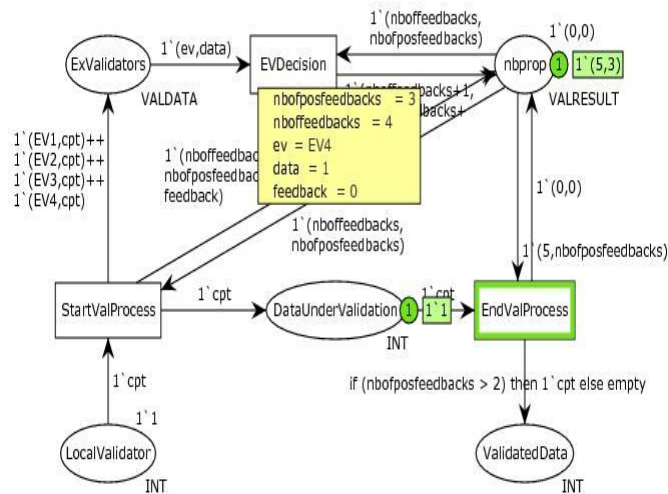 1`(nboffeedbacks,
nbofposfeedbacks)
1`(0,0)
ExValidators
1`(ev,data)
EVDecision
nbprop
1
1`(5,3)
VALDATA
VALRESULT
nbofposfeedbacks = 3
nboffeedbacks = 4
ev = EV4
data = 1
feedback = 0
1`(EV1,cpt)++
1`(EV2,cpt)++
1`(EV3,cpt)++
1`(EV4,cpt)
feedback)
1`(nboffeedbacks,
nbofposfeedbacks)
1`(0,0)
1`(5,nbofposfeedbacks)
StartValProcess
1`cpt
DataUnderValidation
1
1`1
1`cpt
EndValProcess
INT
1`cpt
if (nbofposfeedbacks > 2) then 1`cpt else empty
1`1
LocalValidator
INT
ValidatedData
INT